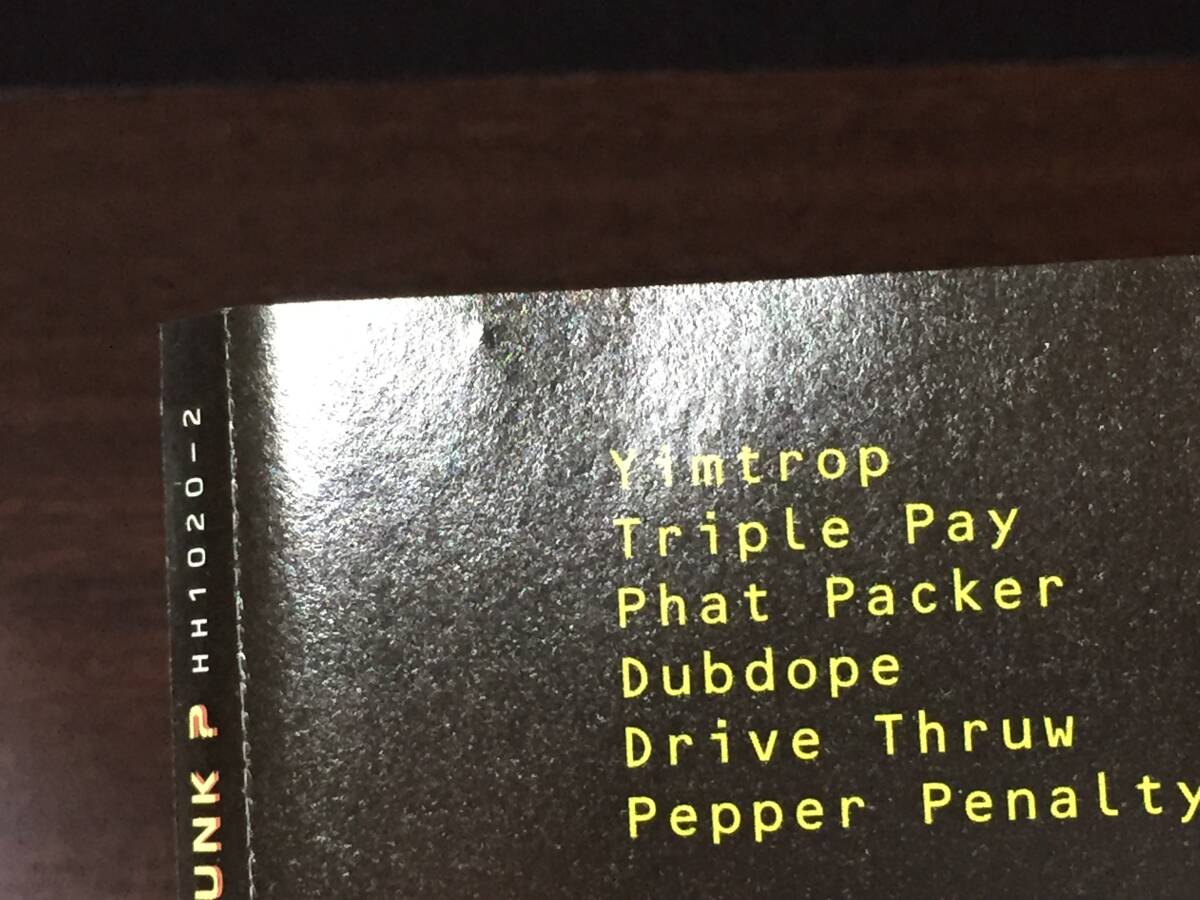 Yimtrop
Triple Pay
Phat Packer
Dubdope
Drive Thruw
Pepper Penalty
UNK P HH1020-2